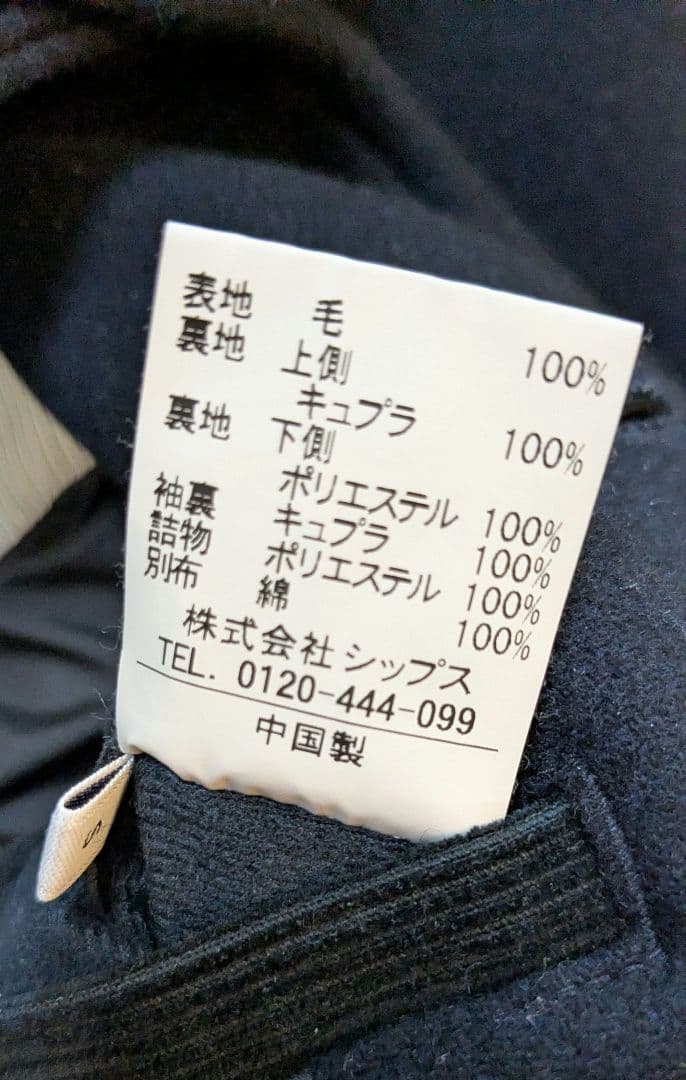 表地 毛 100%
裏地 上側
キュプラ 100%
裏地 下側
ポリエステル 100%
袖裏 キュプラ 100%
詰物 ポリエステル 100%
別布 綿 100%
株式会社 シップス
TEL. 0120-444-099
中国製
S